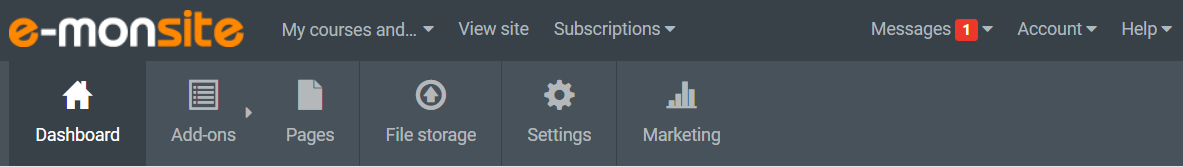 e-monsite My courses and... View site Subscriptions Messages 1 Account Help
Dashboard Add-ons Pages File storage Settings Marketing